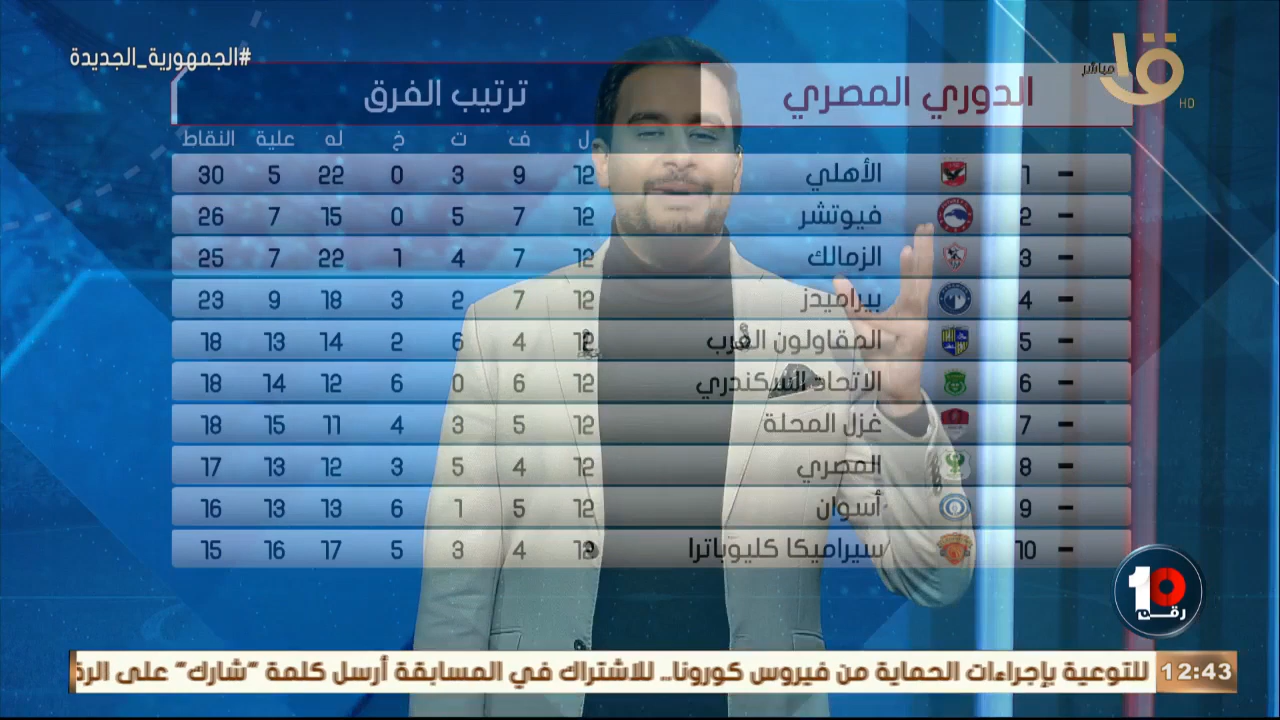 #الجمهورية_الجديدة
مباشر
HD
الدوري المصري ترتيب الفرق
ل ف ت خ له علية النقاط
- 1 الأهلي 12 9 3 0 22 5 30
- 2 فيوتشر 12 7 5 0 15 7 26
- 3 الزمالك 12 7 4 1 22 7 25
- 4 بيراميدز 12 7 2 3 18 9 23
- 5 المقاولون العرب 12 4 6 2 14 13 18
- 6 الاتحاد السكندري 12 6 0 6 12 14 18
- 7 غزل المحلة 12 5 3 4 11 15 18
- 8 المصري 12 4 5 3 12 13 17
- 9 أسوان 12 5 1 6 13 13 16
- 10 سيراميكا كليوباترا 12 4 3 5 17 16 15
رقم 10
12:43 للتوعية بإجراءات الحماية من فيروس كورونا.. للاشتراك في المسابقة أرسل كلمة "شارك" على